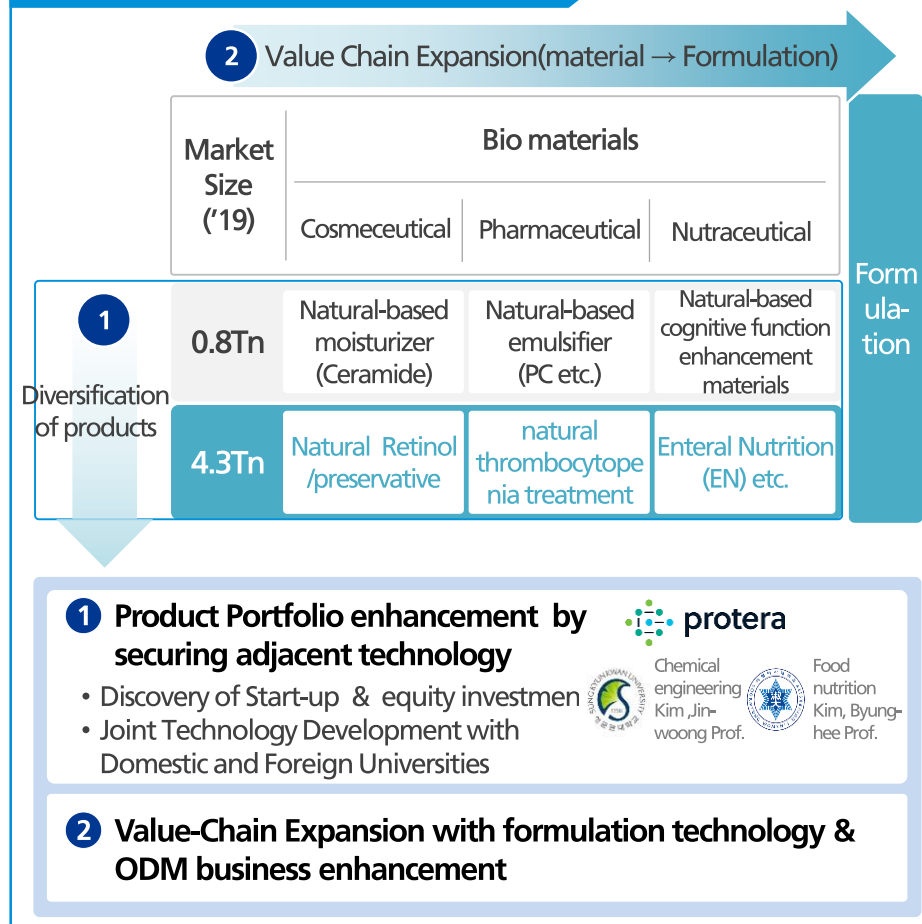 2 Value Chain Expansion(material → Formulation)
Market
Size
('19)
Bio materials
Cosmeceutical
Pharmaceutical
Nutraceutical
Form
ula-
tion
1
Diversification
of products
0.8Tn
Natural-based
moisturizer
(Ceramide)
Natural-based
emulsifier
(PC etc.)
Natural-based
cognitive function
enhancement
materials
4.3Tn
Natural Retinol
/preservative
natural
thrombocytope
nia treatment
Enteral Nutrition
(EN) etc.
1 Product Portfolio enhancement by
securing adjacent technology
• Discovery of Start-up & equity investmen
• Joint Technology Development with
Domestic and Foreign Universities
protera
SUNGKYUNKWAN UNIVERSITY
Chemical
engineering
Kim ,Jin-
woong Prof.
Food
nutrition
Kim, Byung-
hee Prof.
2 Value-Chain Expansion with formulation technology &
ODM business enhancement